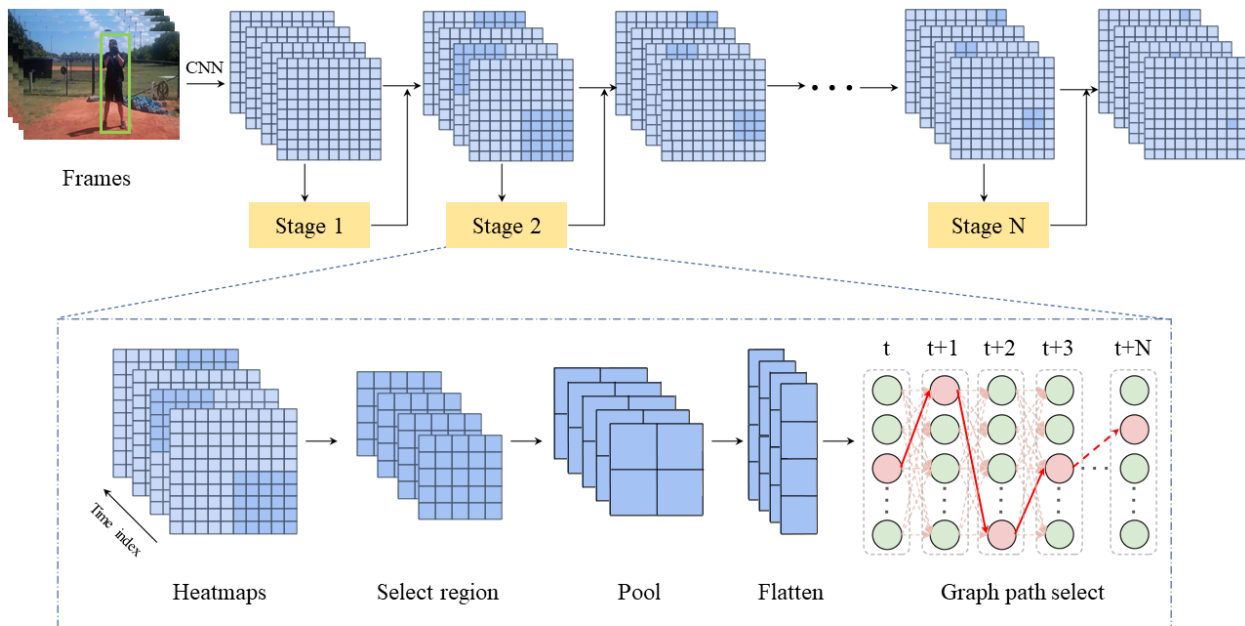 CNN
Frames
Stage 1
Stage 2
Stage N
t
t+1
t+2
t+3
t+N
Time index
Heatmaps
Select region
Pool
Flatten
Graph path select